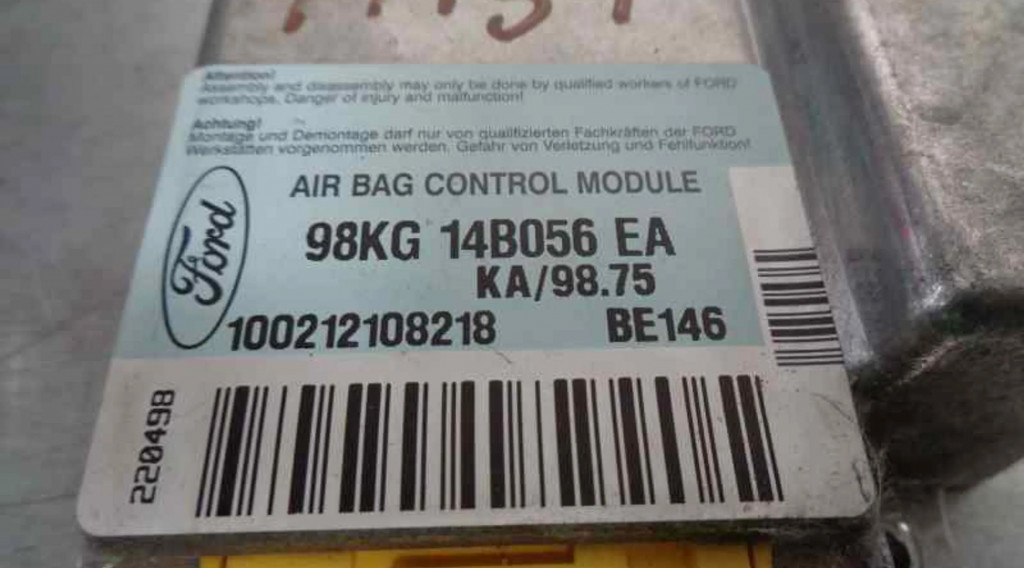 Attention!
Assembly and disassembly may only be done by qualified workers of FORD
workshops. Danger of injury and malfunction!
Achtung!
Montage und Demontage darf nur von qualifizierten Fachkräften der FORD
Werkstätten vorgenommen werden. Gefahr von Verletzung und Fehlfunktion!
AIR BAG CONTROL MODULE
Ford
98KG 14B056 EA
KA/98.75
100212108218 BE146
220498